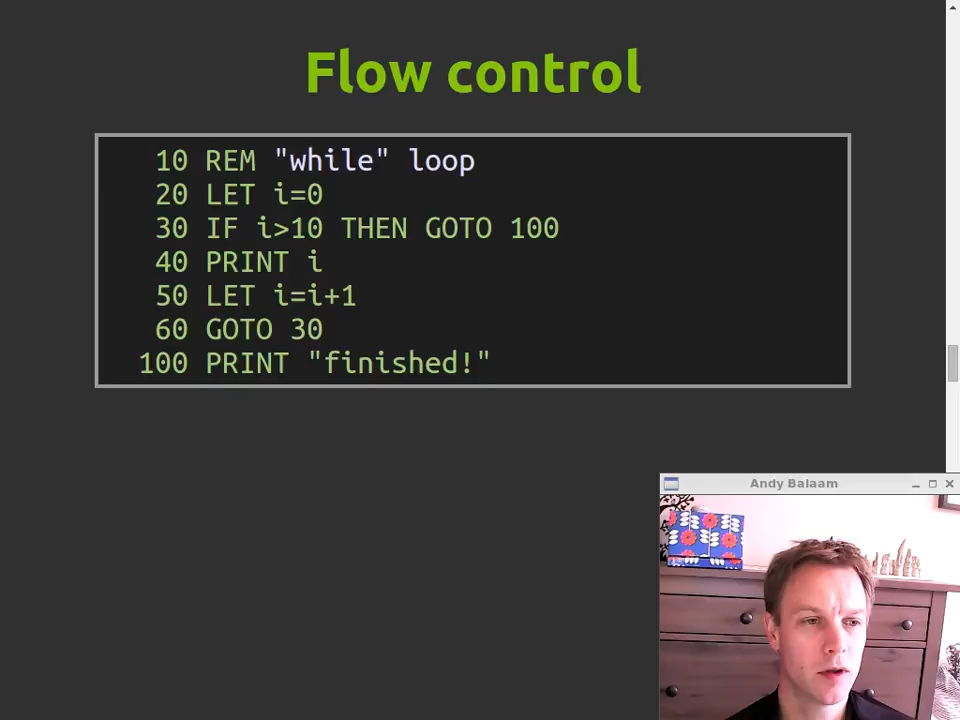 Flow control
10 REM "while" loop
20 LET i=0
30 IF i>10 THEN GOTO 100
40 PRINT i
50 LET i=i+1
60 GOTO 30
100 PRINT "finished!"
Andy Balaam